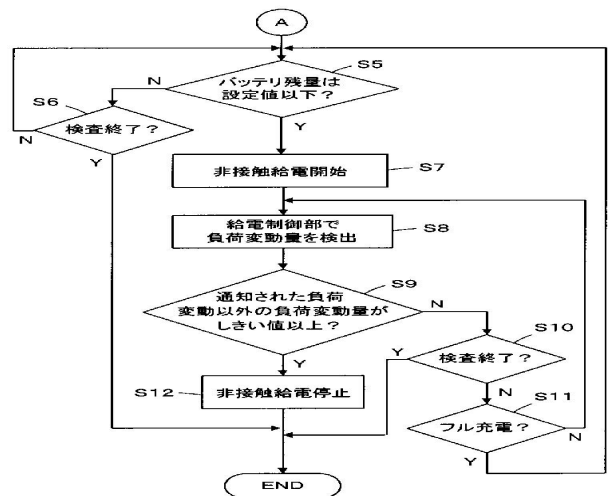 A
S5
N
バッテリ残量は
設定値以下？
S6
検査終了？
N
Y
Y
非接触給電開始
S7
給電制御部で
負荷変動量を検出
S8
S9
通知された負荷
変動以外の負荷変動量が
しきい値以上？
N
S10
Y
検査終了？
Y
N
S12
非接触給電停止
S11
フル充電？
N
Y
END